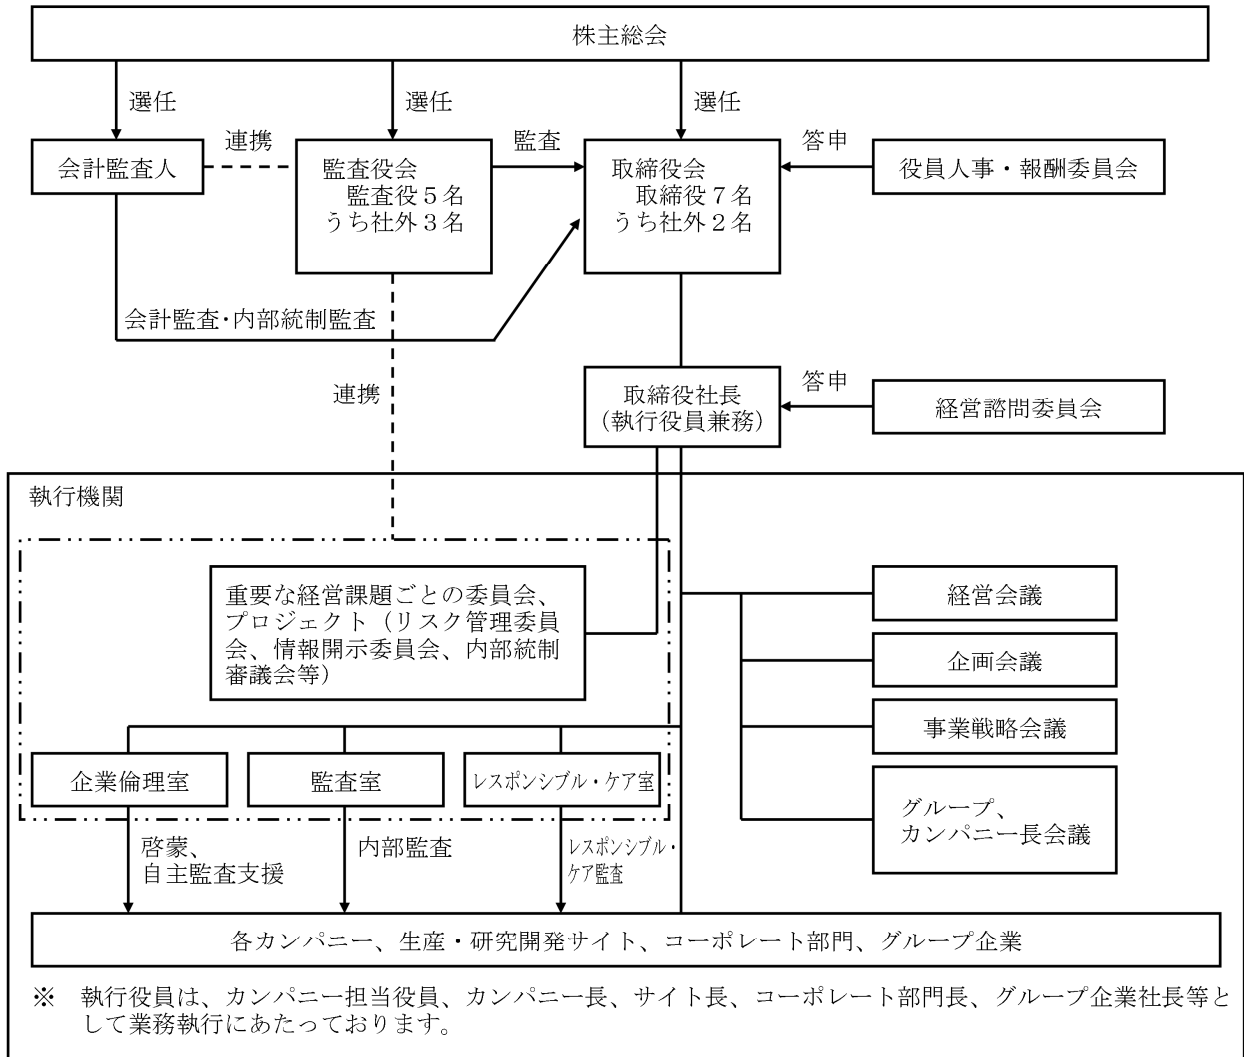 株主総会
選任
選任
選任
会計監査人
連携
監査役会
監査役5名
うち社外3名
監査
取締役会
取締役7名
うち社外2名
答申
役員人事・報酬委員会
会計監査・内部統制監査
連携
取締役社長
(執行役員兼務)
答申
経営諮問委員会
執行機関
重要な経営課題ごとの委員会、
プロジェクト（リスク管理委員
会、情報開示委員会、内部統制
審議会等）
経営会議
企画会議
事業戦略会議
グループ、
カンパニー長会議
企業倫理室
監査室
レスポンシブル・ケア室
啓蒙、
自主監査支援
内部監査
レスポンシブル・
ケア監査
各カンパニー、生産・研究開発サイト、コーポレート部門、グループ企業
※　執行役員は、カンパニー担当役員、カンパニー長、サイト長、コーポレート部門長、グループ企業社長等と
して業務執行にあたっております。